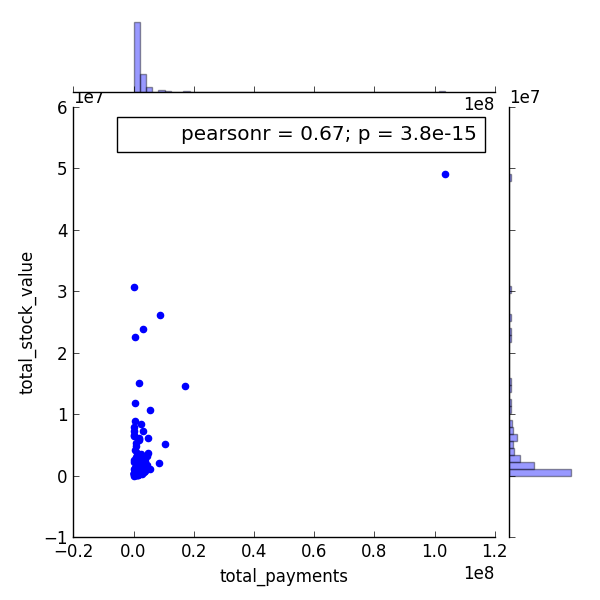 1e7
1e8
1e7
pearsonr = 0.67; p = 3.8e-15
6
5
4
3
2
1
0
−1
total_stock_value
−0.2 0.0 0.2 0.4 0.6 0.8 1.0 1.2
total_payments
1e8